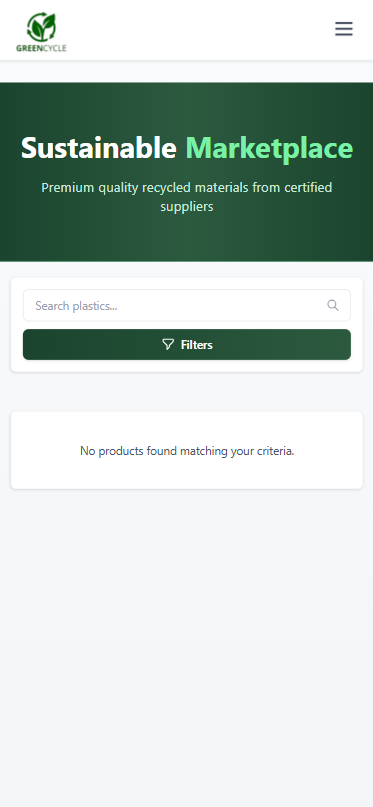 GREENCYCLE
Sustainable Marketplace
Premium quality recycled materials from certified
suppliers
Search plastics...
Filters
No products found matching your criteria.